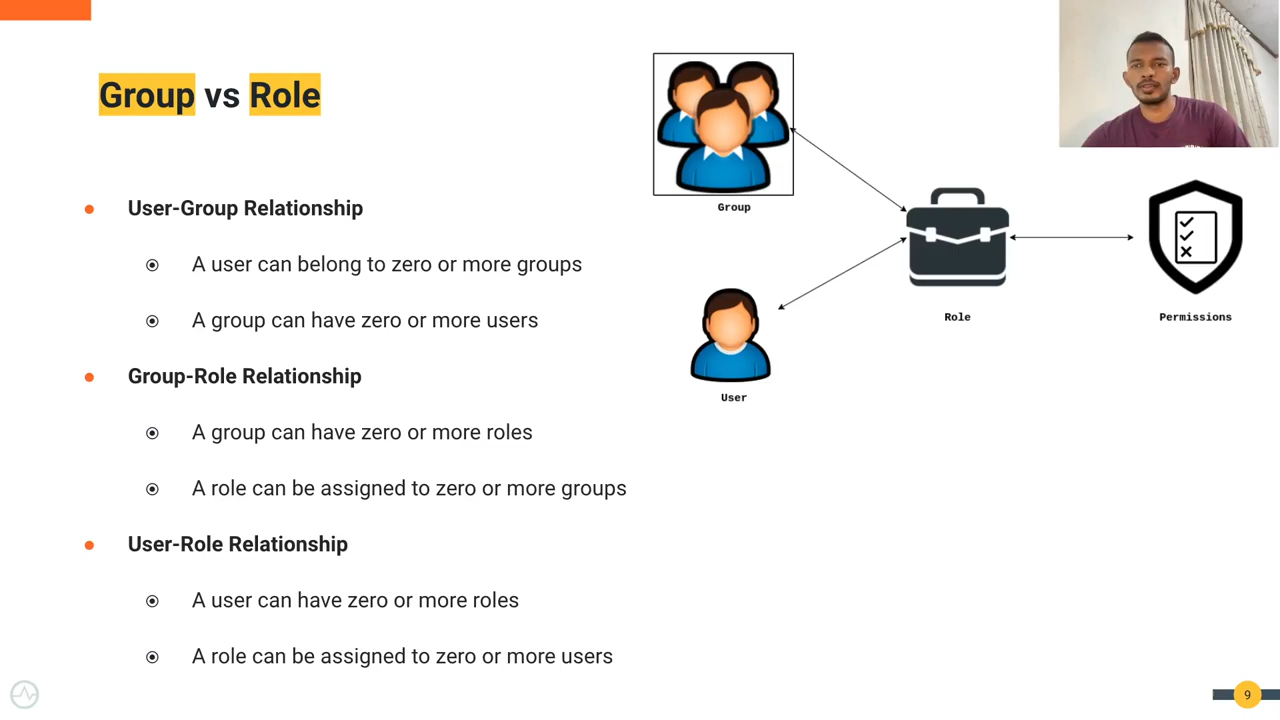 Group vs Role
User-Group Relationship
A user can belong to zero or more groups
A group can have zero or more users
Group-Role Relationship
A group can have zero or more roles
A role can be assigned to zero or more groups
User-Role Relationship
A user can have zero or more roles
A role can be assigned to zero or more users
Group
User
Role
Permissions
9